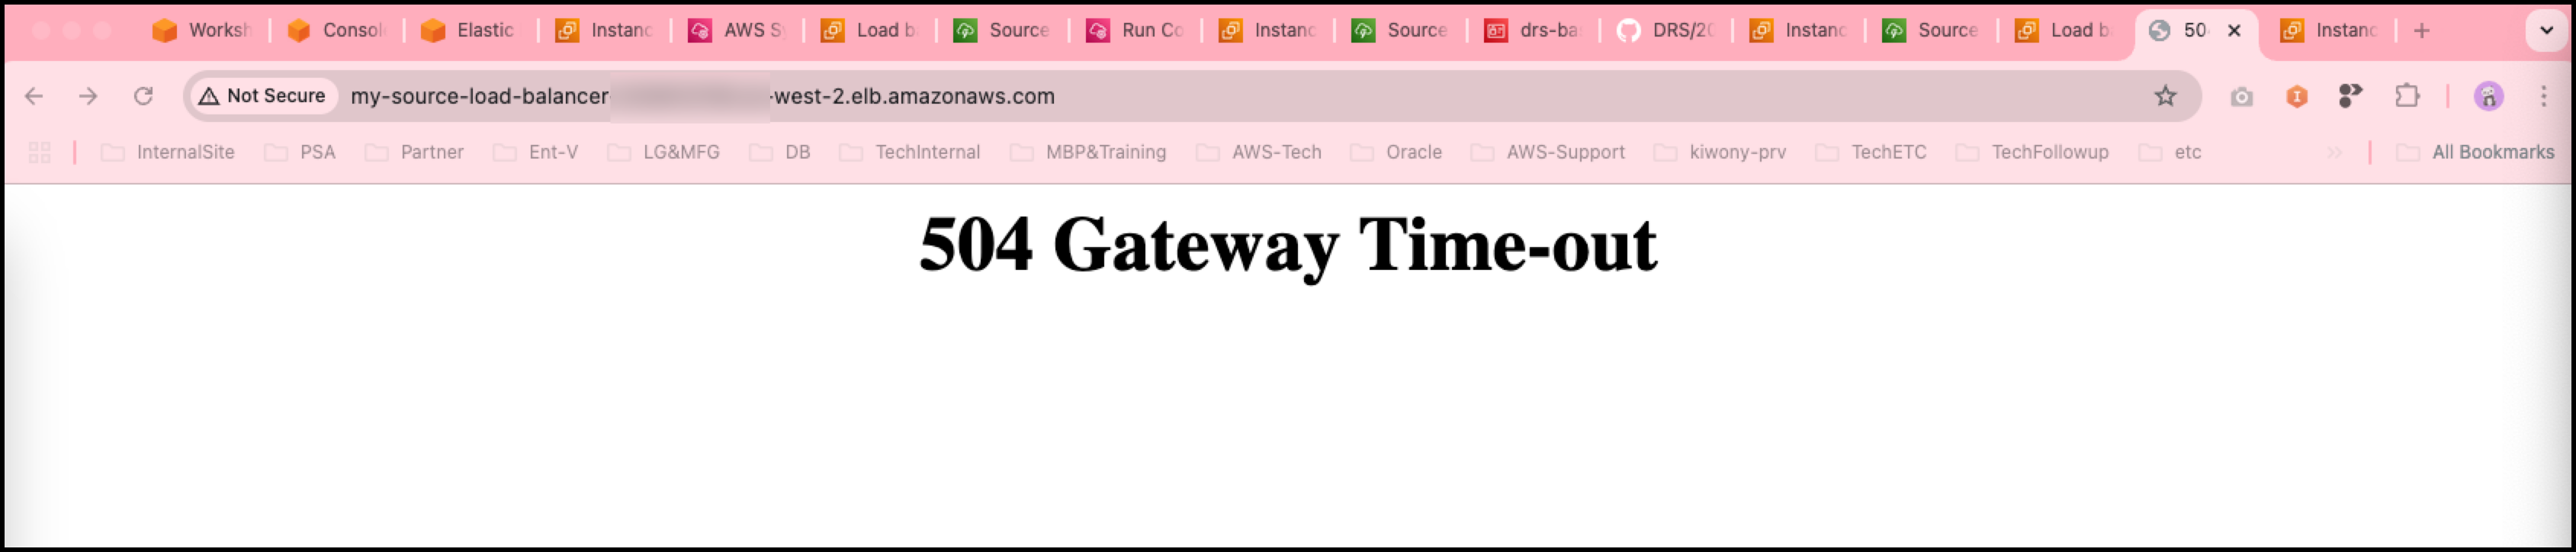 Worksh Consol Elastic Instanc AWS S Load b Source Run Co Instanc Source drs-ba DRS/20 Instanc Source Load b 50 Instanc
Not Secure my-source-load-balancer- -west-2.elb.amazonaws.com
InternalSite PSA Partner Ent-V LG&MFG DB TechInternal MBP&Training AWS-Tech Oracle AWS-Support kiwony-prv TechETC TechFollowup etc All Bookmarks
504 Gateway Time-out